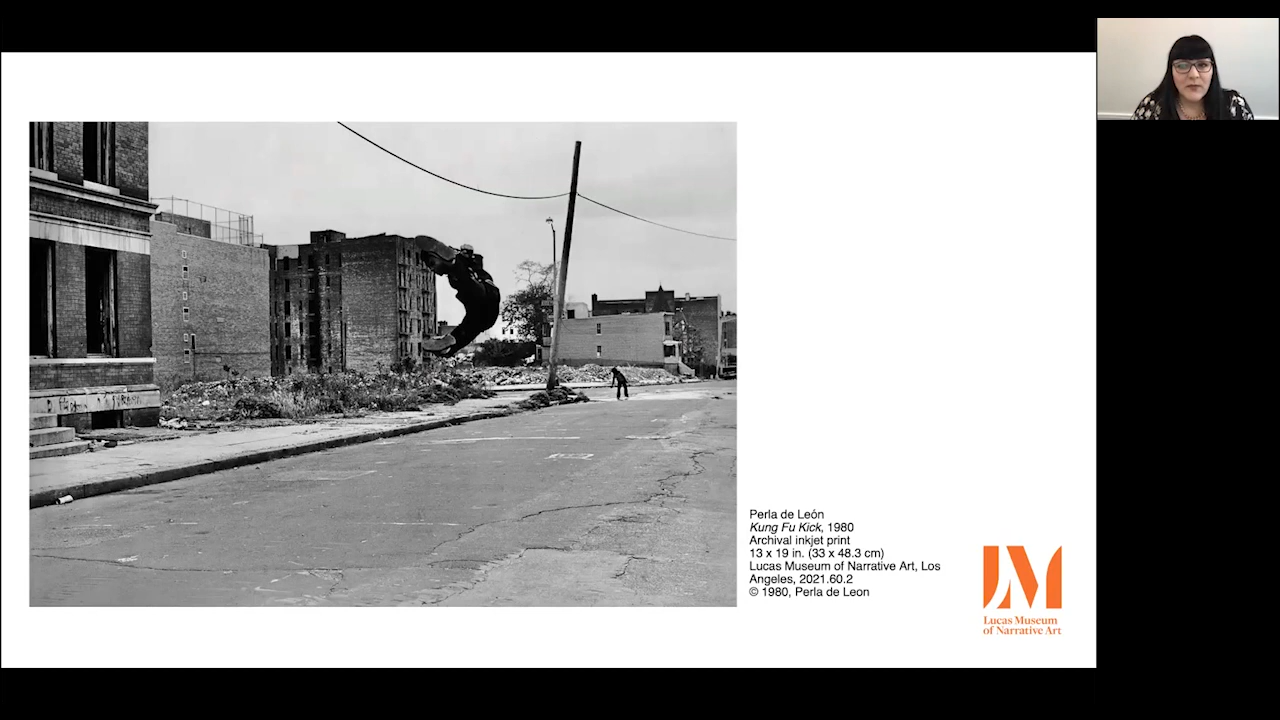 Perla de León
Kung Fu Kick, 1980
Archival inkjet print
13 x 19 in. (33 x 48.3 cm)
Lucas Museum of Narrative Art, Los
Angeles, 2021.60.2
© 1980, Perla de Leon
Lucas Museum
of Narrative Art